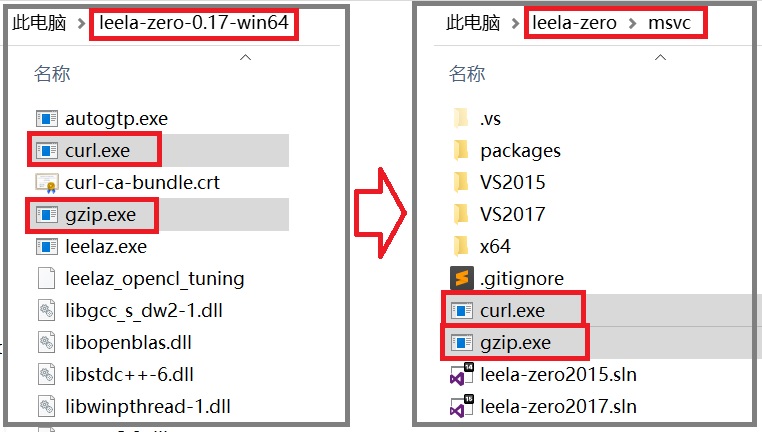 此电脑 > leela-zero-0.17-win64
名称
autogtp.exe
curl.exe
curl-ca-bundle.crt
gzip.exe
leelaz.exe
leelaz_opencl_tuning
libgcc_s_dw2-1.dll
libopenblas.dll
libstdc++-6.dll
libwinpthread-1.dll
此电脑 > leela-zero > msvc
名称
.vs
packages
VS2015
VS2017
x64
.gitignore
curl.exe
gzip.exe
leela-zero2015.sln
leela-zero2017.sln